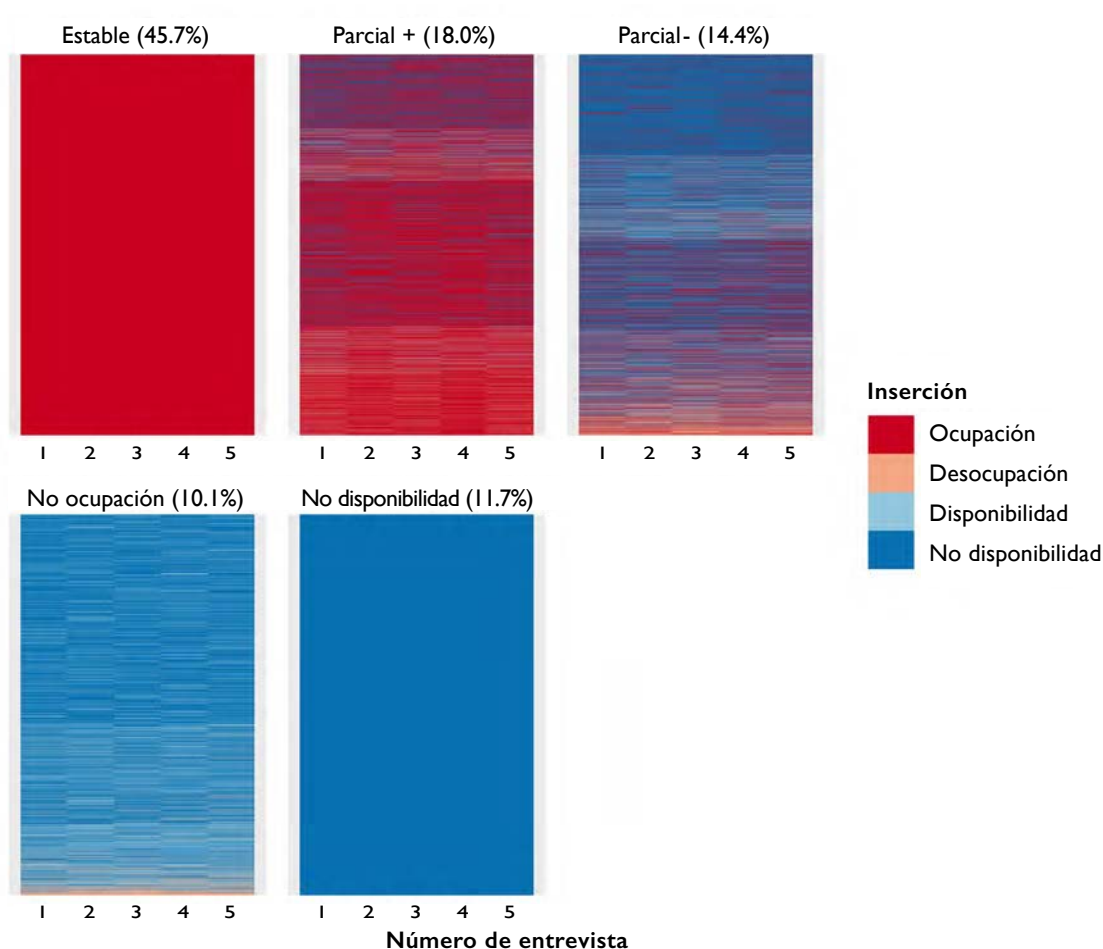 Estable (45.7%)
Parcial + (18.0%)
Parcial- (14.4%)
1 2 3 4 5
1 2 3 4 5
1 2 3 4 5
Inserción
Ocupación
Desocupación
Disponibilidad
No disponibilidad
No ocupación (10.1%)
No disponibilidad (11.7%)
1 2 3 4 5
1 2 3 4 5
Número de entrevista